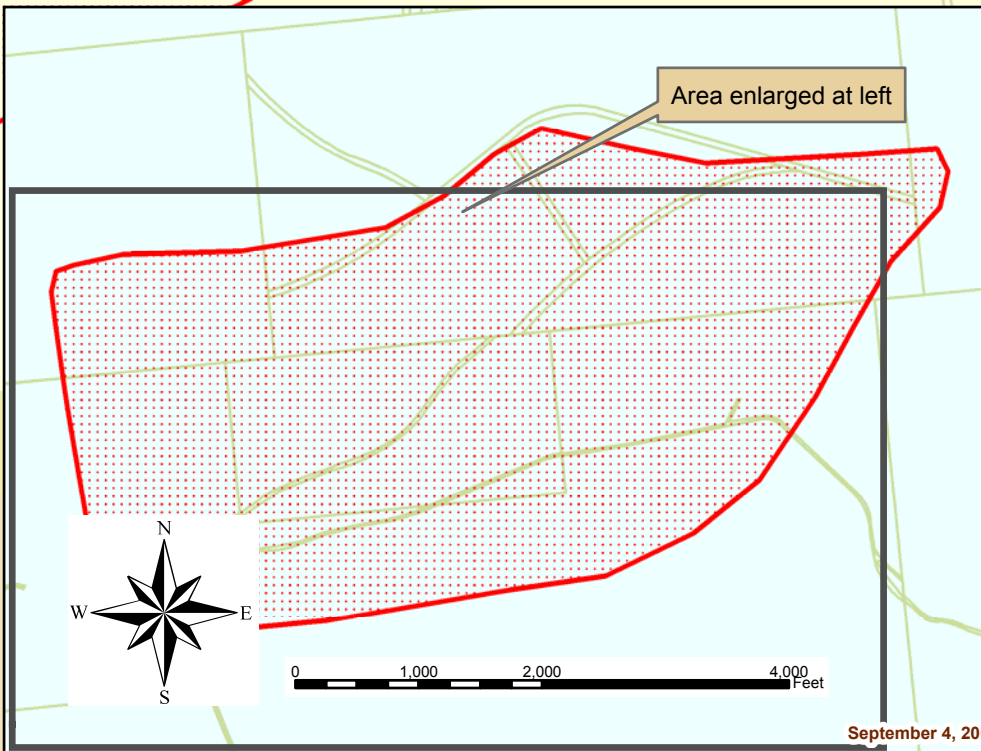 Area enlarged at left
N
W E
S
0 1,000 2,000 4,000
Feet
September 4, 20